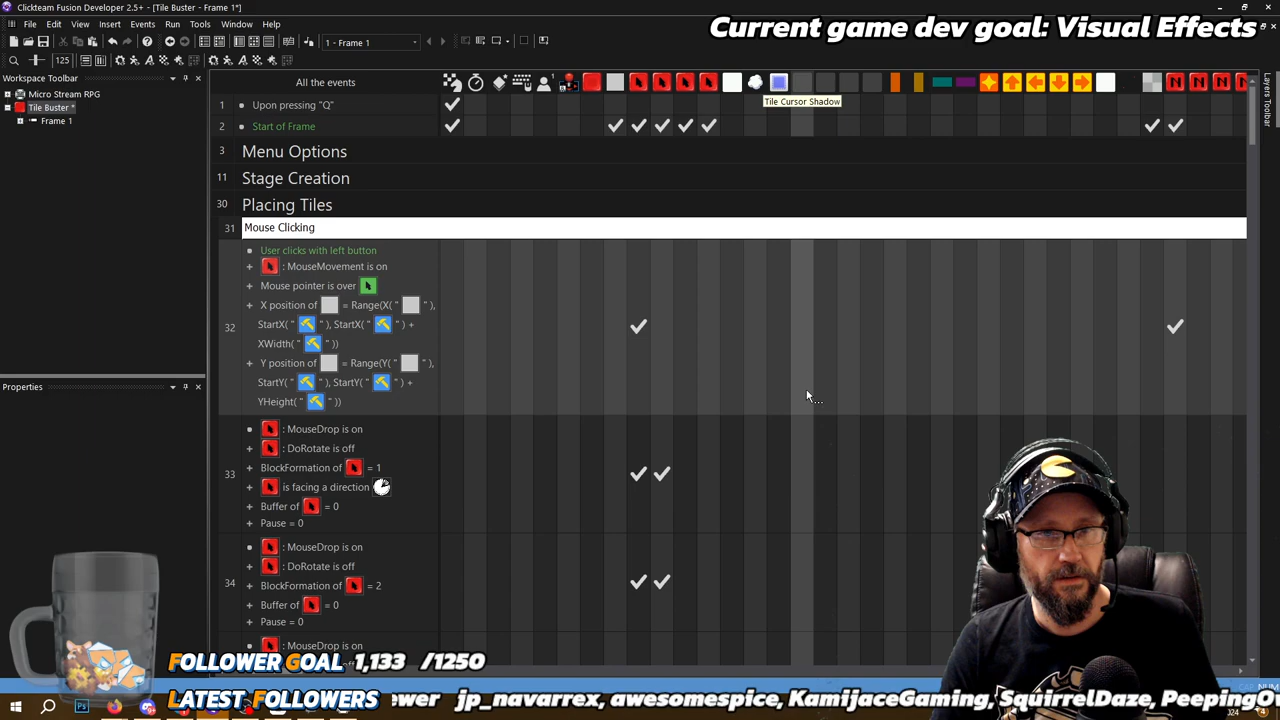 Clickteam Fusion Developer 2.5+ - [Tile Buster - Frame 1*]
Current game dev goal: Visual Effects
File Edit View Insert Events Run Tools Window Help
1 - Frame 1
123
Workspace Toolbar
Micro Stream RPG
Tile Buster *
Frame 1
Properties
Layers Toolbar
All the events
Tile Cursor Shadow
1 Upon pressing "Q"
2 Start of Frame
3 Menu Options
11 Stage Creation
30 Placing Tiles
31 Mouse Clicking
32
User clicks with left button
+ : MouseMovement is on
+ Mouse pointer is over
+ X position of = Range(X( " " ),
StartX( " " ), StartX( " " ) +
XWidth( " " ))
+ Y position of = Range(Y( " " ),
StartY( " " ), StartY( " " ) +
YHeight( " " ))
33
: MouseDrop is on
+ : DoRotate is off
+ BlockFormation of = 1
+ is facing a direction
+ Buffer of = 0
+ Pause = 0
34
: MouseDrop is on
+ : DoRotate is off
+ BlockFormation of = 2
+ Buffer of = 0
+ Pause = 0
: MouseDrop is on
Follower Goal 1,133 /1250
Latest Followers ewer jp_navarrex, awesomespice, KamijaceGaming, SquirrelDaze, PeepingO
NUM